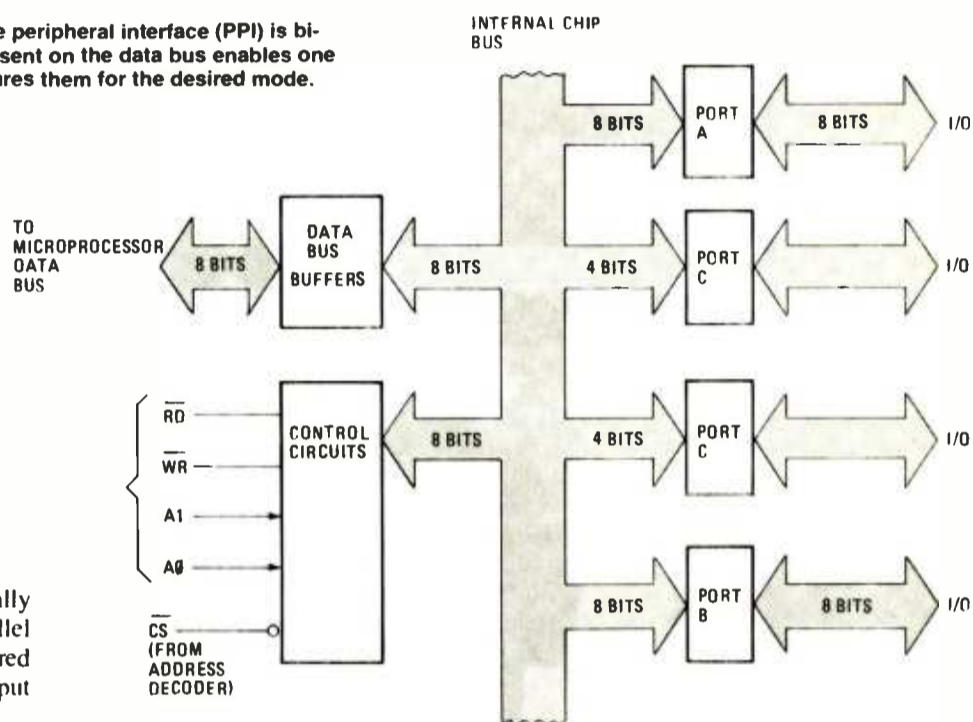 e peripheral interface (PPI) is bi-
sent on the data bus enables one
ures them for the desired mode.
INTERNAL CHIP
BUS
8 BITS
PORT
A
8 BITS
I/O
TO
MICROPROCESSOR
DATA
BUS
8 BITS
DATA
BUS
BUFFERS
8 BITS
4 BITS
PORT
C
I/O
RD
WR
A1
A0
CS
(FROM
ADDRESS
DECODER)
CONTROL
CIRCUITS
8 BITS
4 BITS
PORT
C
I/O
8 BITS
PORT
B
8 BITS
I/O
ally
llel
red
put